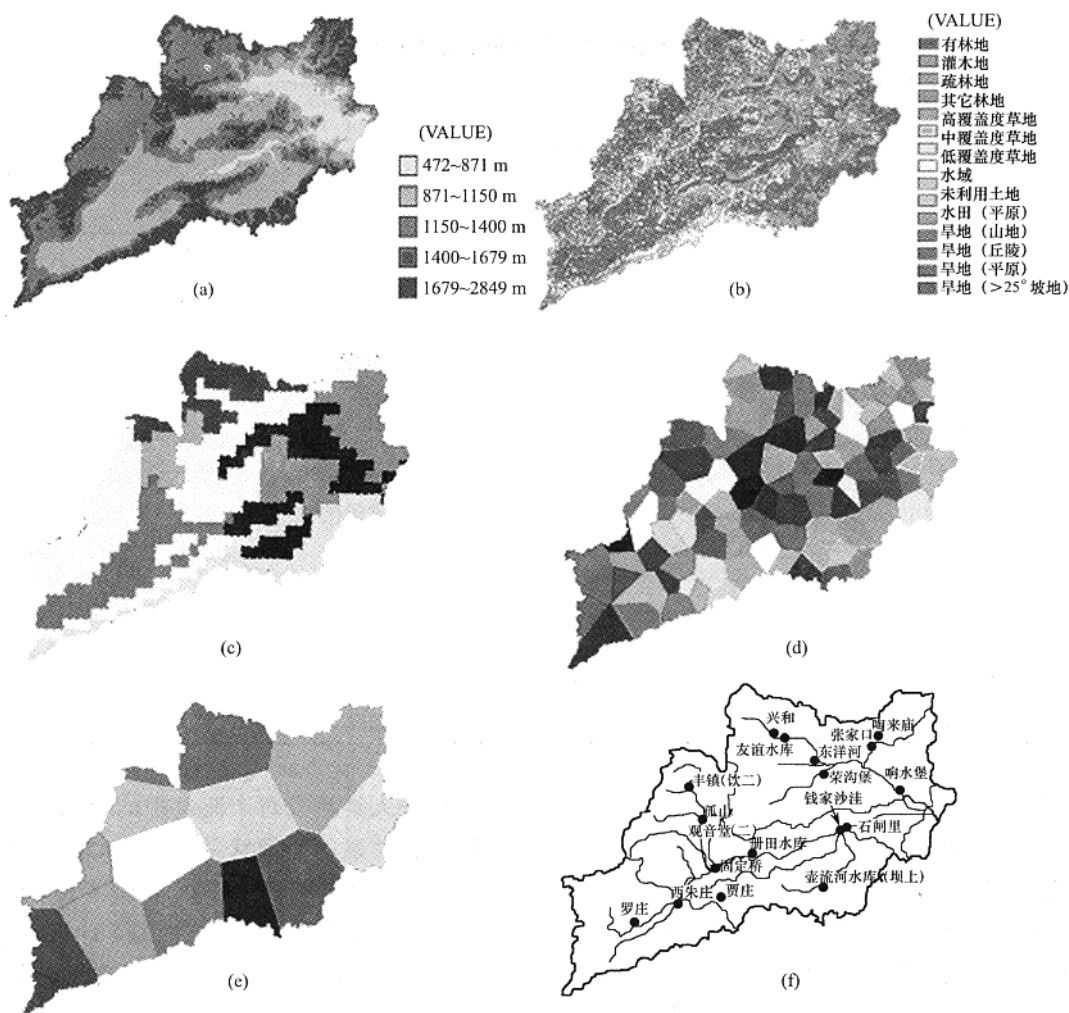 (VALUE)
472~871 m
871~1150 m
1150~1400 m
1400~1679 m
1679~2849 m
(a)
(VALUE)
有林地
灌木地
疏林地
其它林地
高覆盖度草地
中覆盖度草地
低覆盖度草地
水域
未利用土地
水田（平原）
旱地（山地）
旱地（丘陵）
旱地（平原）
旱地（>25°坡地）
(b)
(c)
(d)
(e)
兴和
张家口
友谊水库
东洋河
丰镇(饮二)
柴沟堡
响水堡
孤山
钱家沙洼
观音堂(二)
石闸里
册田水库
固定桥
壶流河水库(坝上)
西朱庄
贾庄
罗庄
(f)